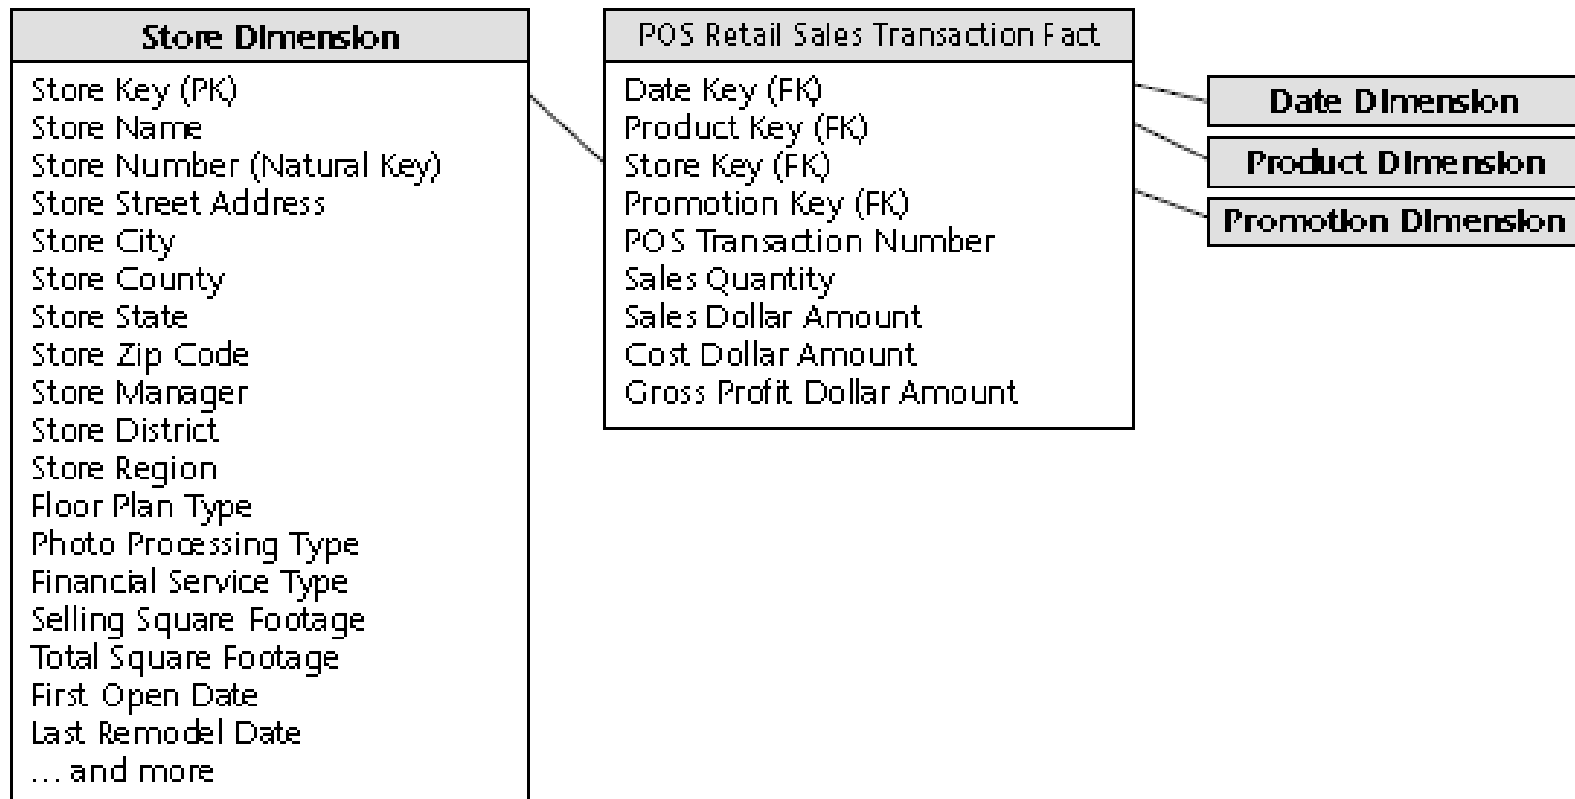 Store Dimension
Store Key (PK)
Store Name
Store Number (Natural Key)
Store Street Address
Store City
Store County
Store State
Store Zip Code
Store Manager
Store District
Store Region
Floor Plan Type
Photo Processing Type
Financial Service Type
Selling Square Footage
Total Square Footage
First Open Date
Last Remodel Date
... and more
POS Retail Sales Transaction Fact
Date Key (FK)
Product Key (FK)
Store Key (FK)
Promotion Key (FK)
POS Transaction Number
Sales Quantity
Sales Dollar Amount
Cost Dollar Amount
Gross Profit Dollar Amount
Date Dimension
Product Dimension
Promotion Dimension